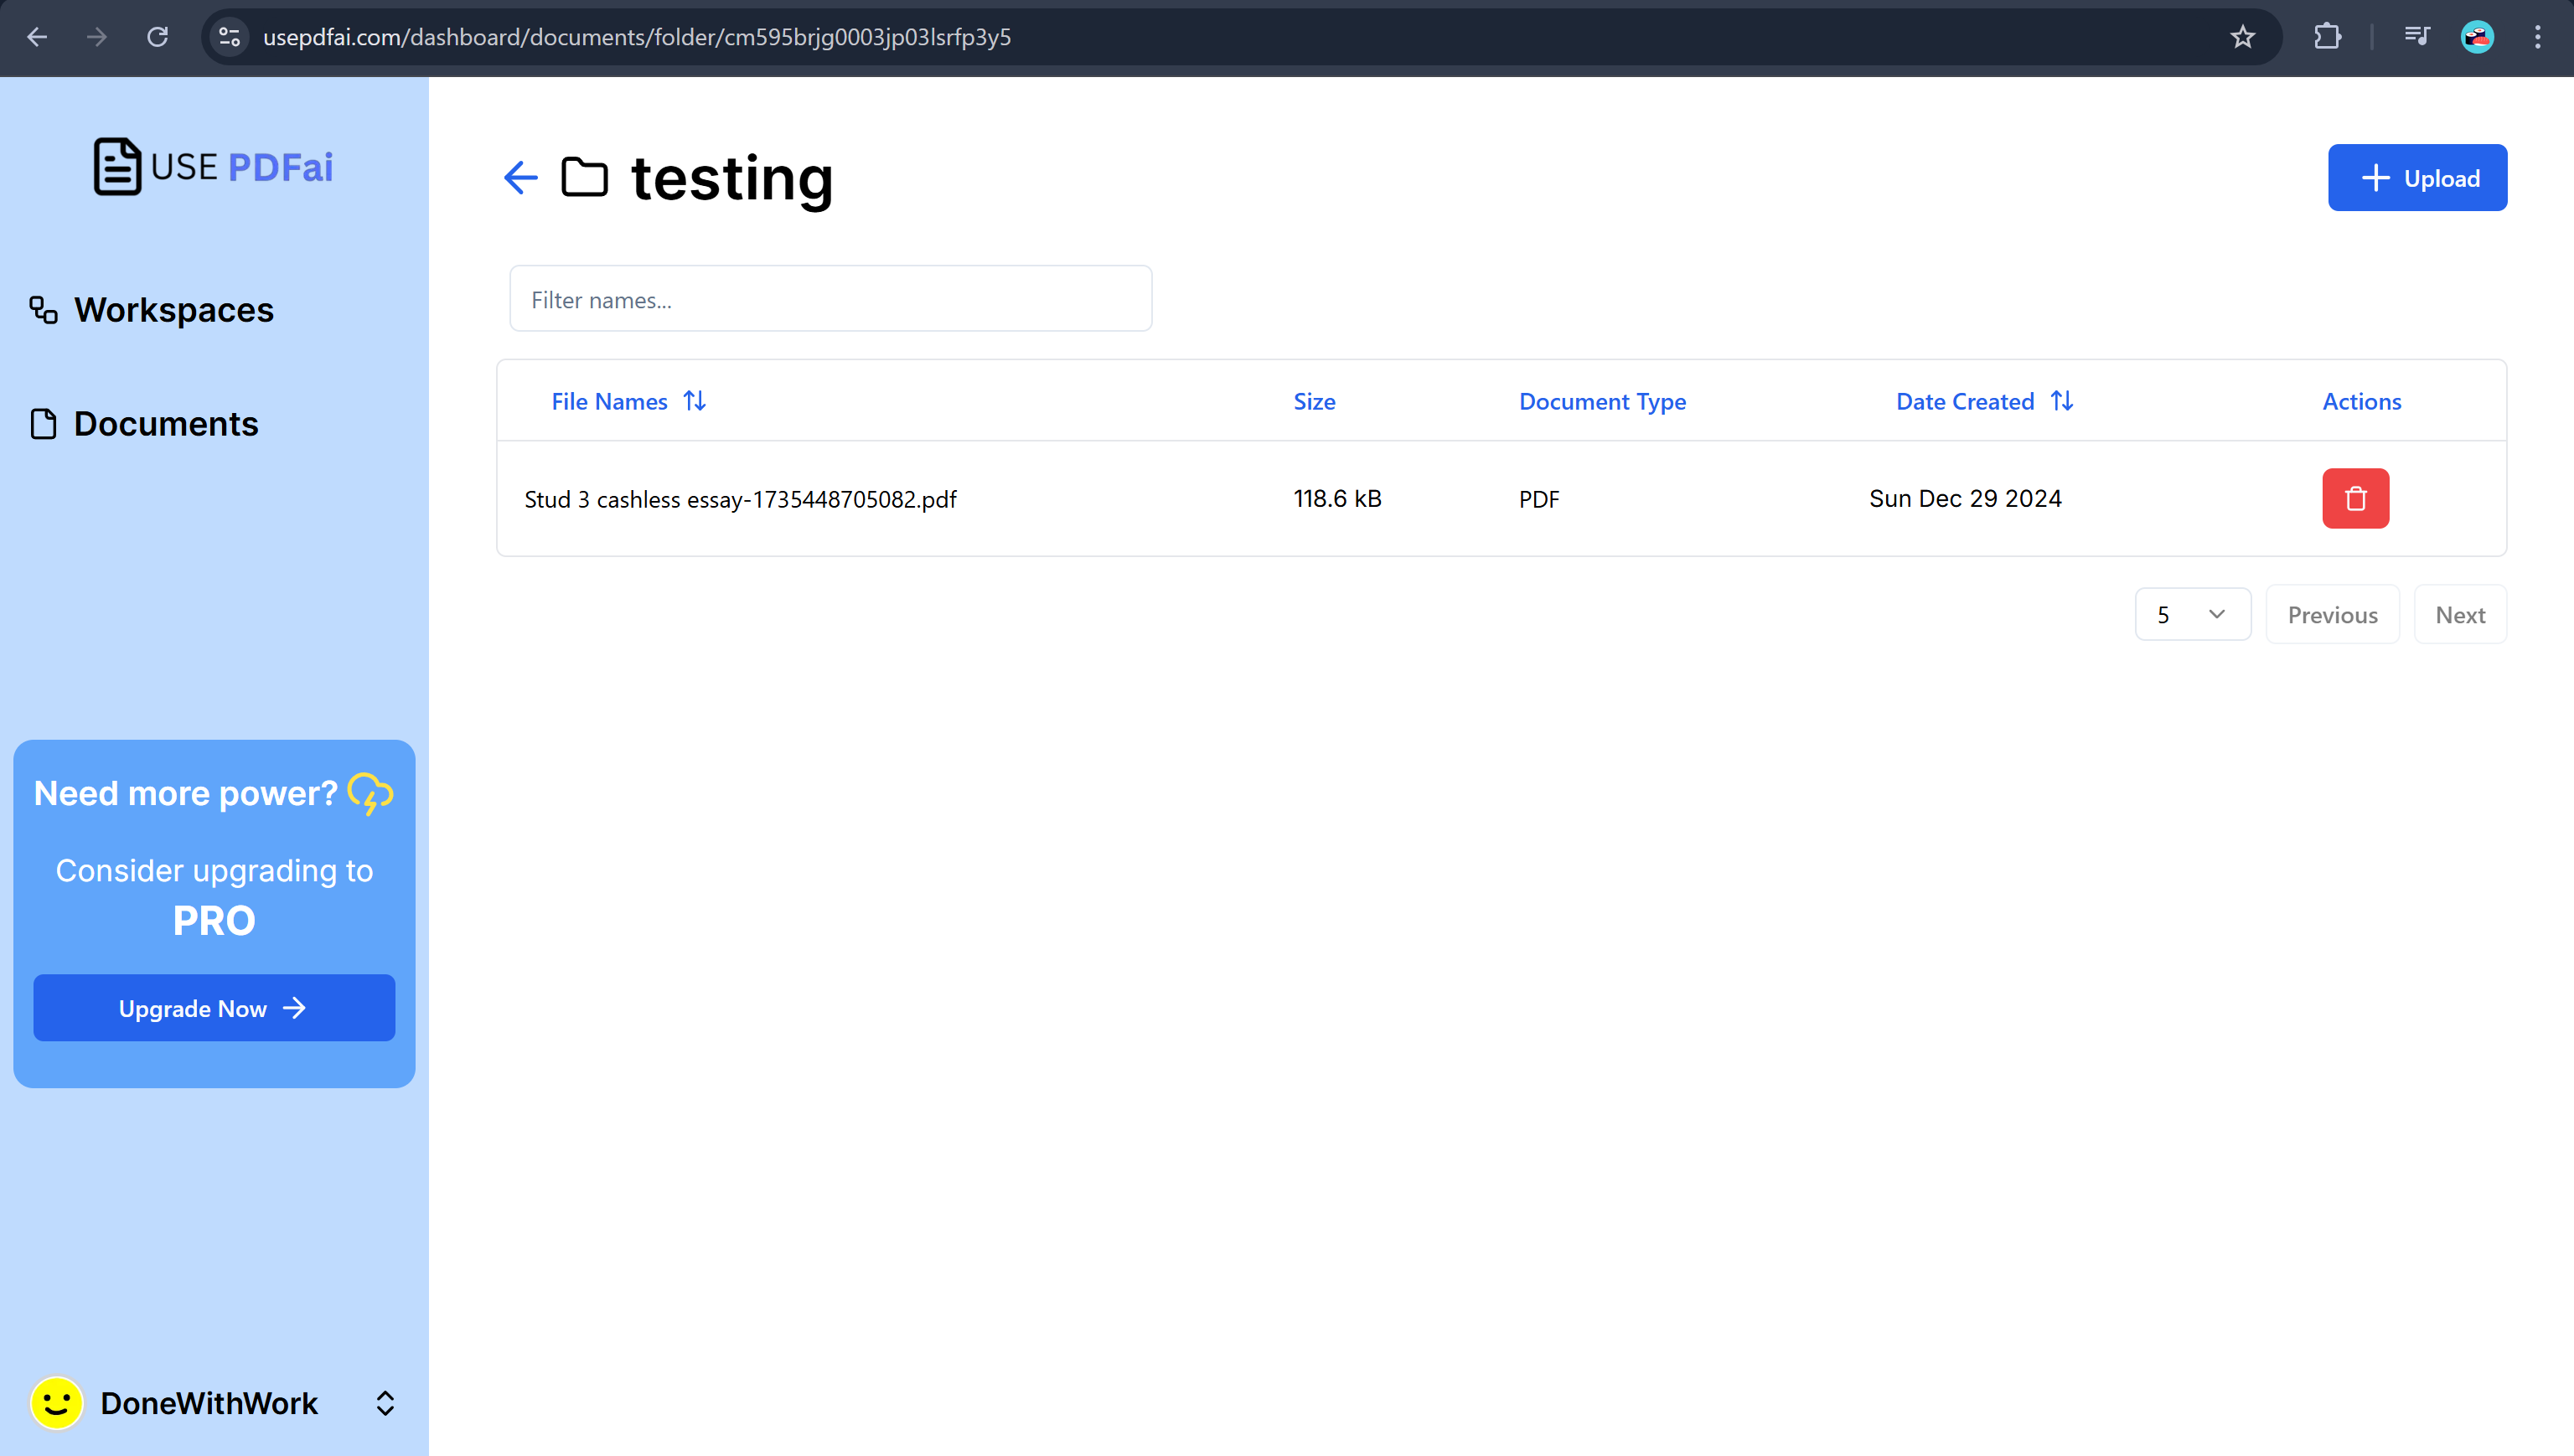 usepdfai.com/dashboard/documents/folder/cm595brjg0003jp03lsrfp3y5
USE PDFai
Workspaces
Documents
Need more power?
Consider upgrading to
PRO
Upgrade Now
DoneWithWork
testing
Upload
Filter names...
File Names Size Document Type Date Created Actions
Stud 3 cashless essay-1735448705082.pdf 118.6 kB PDF Sun Dec 29 2024
5 Previous Next